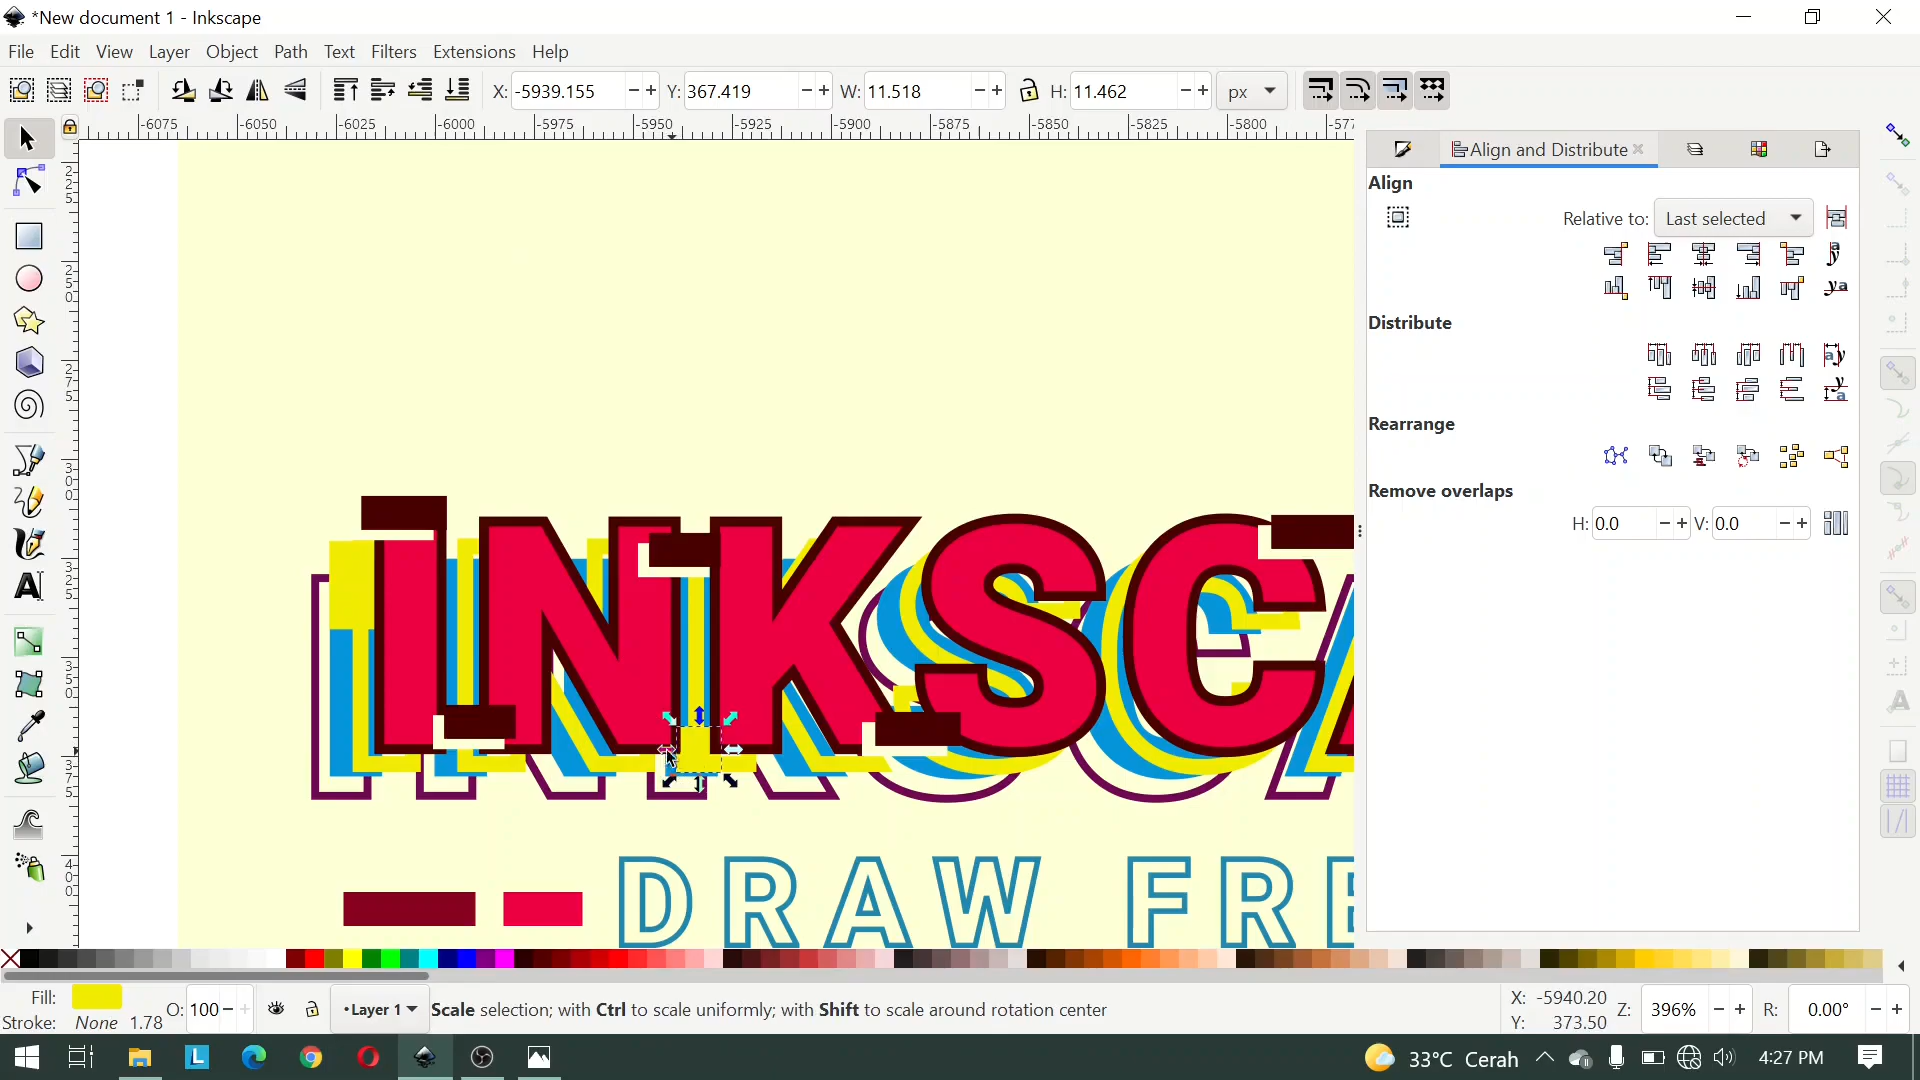 *New document 1 - Inkscape
File Edit View Layer Object Path Text Filters Extensions Help
X: -5939.155 Y: 367.419 W: 11.518 H: 11.462 px
-6075 -6050 -6025 -6000 -5975 -5950 -5925 -5900 -5875 -5850 -5825 -5800 -577
Align and Distribute
Align
Relative to: Last selected
Distribute
Rearrange
Remove overlaps
H: 0.0 V: 0.0
INKSCA
DRAW FRE
Fill: O: 100 •Layer 1 Scale selection; with Ctrl to scale uniformly; with Shift to scale around rotation center X: -5940.20 Z: 396% R: 0.00°
Stroke: None 1.78 Y: 373.50
33°C Cerah 4:27 PM